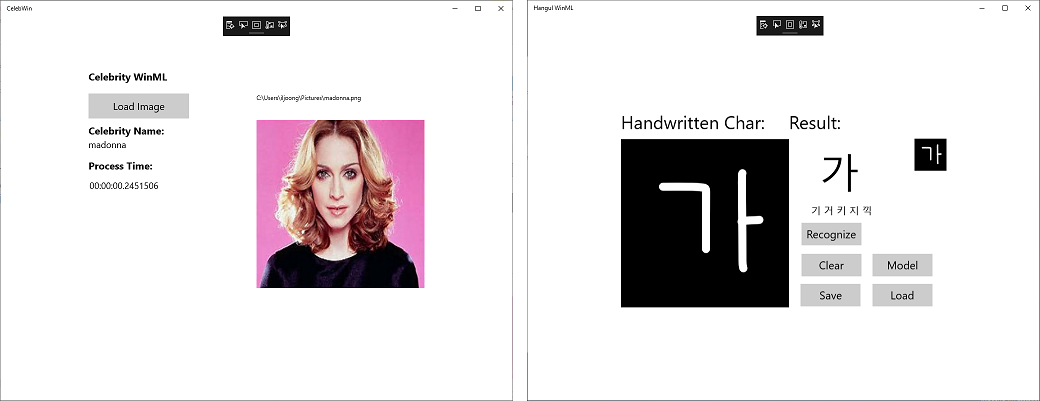 CelebWin
Celebrity WinML
Load Image
Celebrity Name:
madonna
Process Time:
00:00:00.2451506
C:\Users\iljoong\Pictures\madonna.png
Hangul WinML
Handwritten Char:
Result:
가
가
가
기 거 키 지 끽
Recognize
Clear
Model
Save
Load